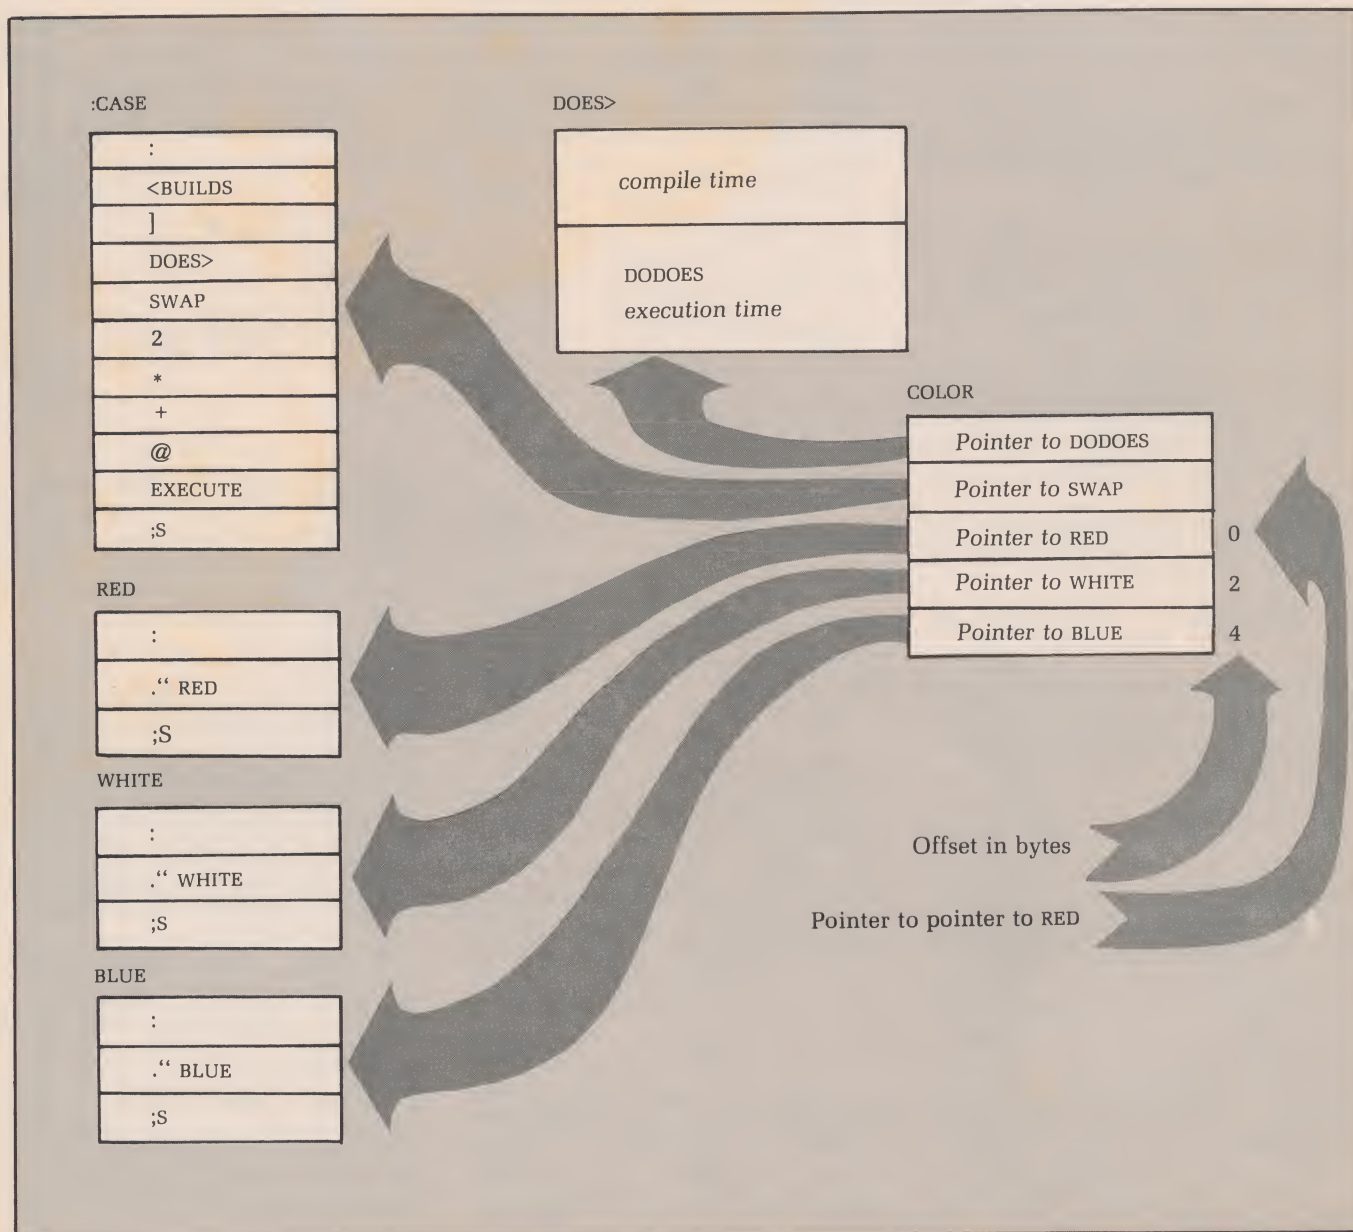 :CASE
:
<BUILDS
]
DOES>
SWAP
2
*
+
@
EXECUTE
;S
DOES>
compile time
DODOES
execution time
COLOR
Pointer to DODOES
Pointer to SWAP
Pointer to RED 0
Pointer to WHITE 2
Pointer to BLUE 4
RED
:
.“ RED
;S
WHITE
:
.“ WHITE
;S
BLUE
:
.“ BLUE
;S
Offset in bytes
Pointer to pointer to RED